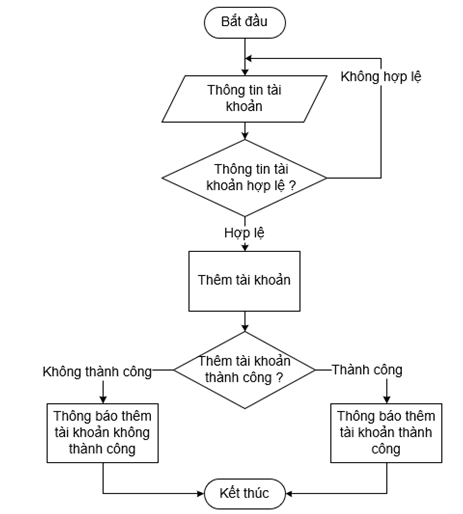 Bắt đầu
Không hợp lệ
Thông tin tài
khoản
Thông tin tài
khoản hợp lệ ?
Hợp lệ
Thêm tài khoản
Thêm tài khoản
thành công ?
Không thành công
Thành công
Thông báo thêm
tài khoản không
thành công
Thông báo thêm
tài khoản thành
công
Kết thúc